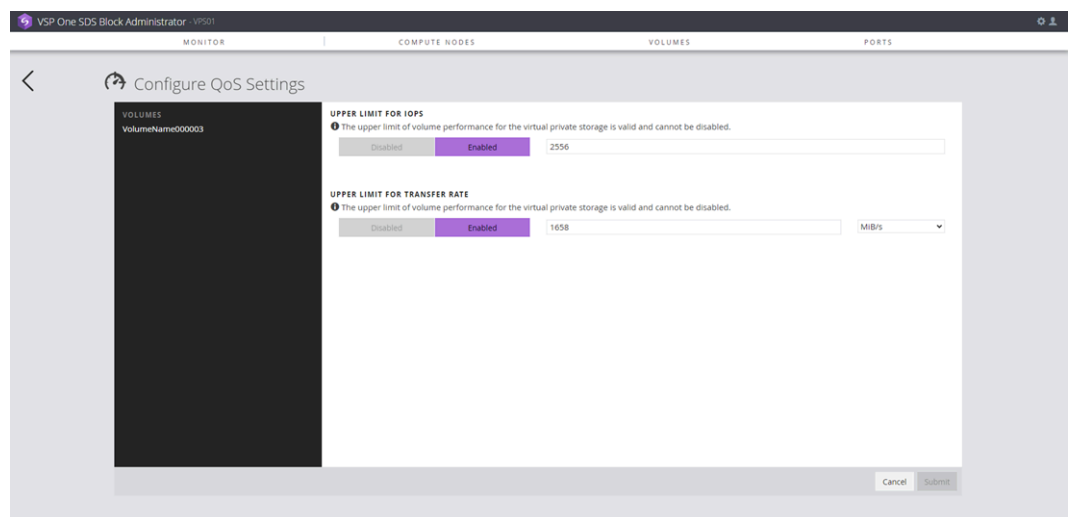 VSP One SDS Block Administrator - VPS01
MONITOR COMPUTE NODES VOLUMES PORTS
Configure QoS Settings
VOLUMES
VolumeName000003
UPPER LIMIT FOR IOPS
The upper limit of volume performance for the virtual private storage is valid and cannot be disabled.
Disabled Enabled 2556
UPPER LIMIT FOR TRANSFER RATE
The upper limit of volume performance for the virtual private storage is valid and cannot be disabled.
Disabled Enabled 1658 MiB/s
Cancel Submit